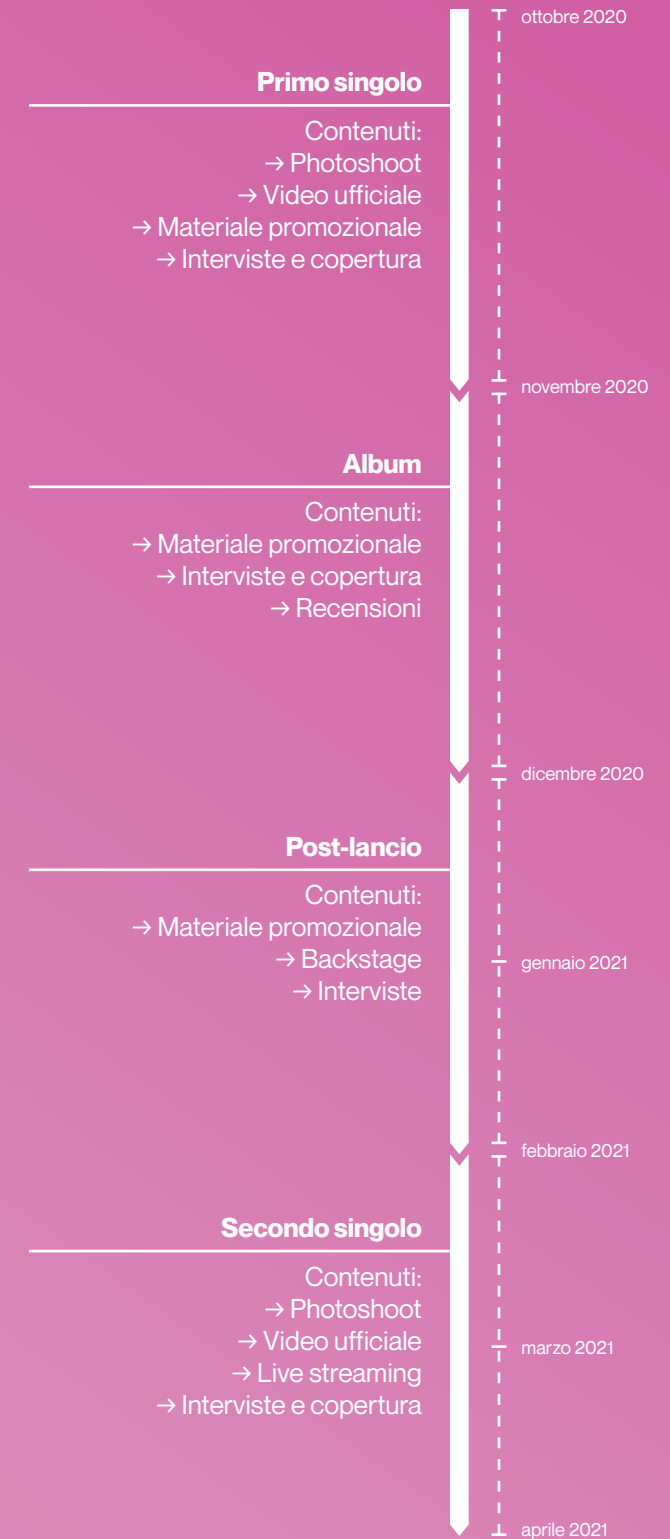 ottobre 2020
Primo singolo
Contenuti:
→ Photoshoot
→ Video ufficiale
→ Materiale promozionale
→ Interviste e copertura
novembre 2020
Album
Contenuti:
→ Materiale promozionale
→ Interviste e copertura
→ Recensioni
dicembre 2020
Post-lancio
Contenuti:
→ Materiale promozionale
→ Backstage
→ Interviste
gennaio 2021
febbraio 2021
Secondo singolo
Contenuti:
→ Photoshoot
→ Video ufficiale
→ Live streaming
→ Interviste e copertura
marzo 2021
aprile 2021